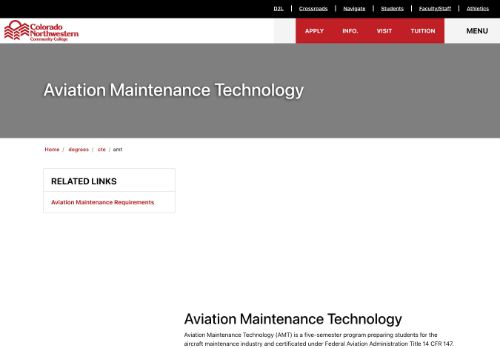 D2L Crossroads Navigate Students Faculty/Staff Athletics
Colorado
Northwestern
Community College
APPLY INFO. VISIT TUITION MENU
Aviation Maintenance Technology
Home / degrees / cte / amt
RELATED LINKS
Aviation Maintenance Requirements
Aviation Maintenance Technology
Aviation Maintenance Technology (AMT) is a five-semester program preparing students for the
aircraft maintenance industry and certificated under Federal Aviation Administration Title 14 CFR 147.